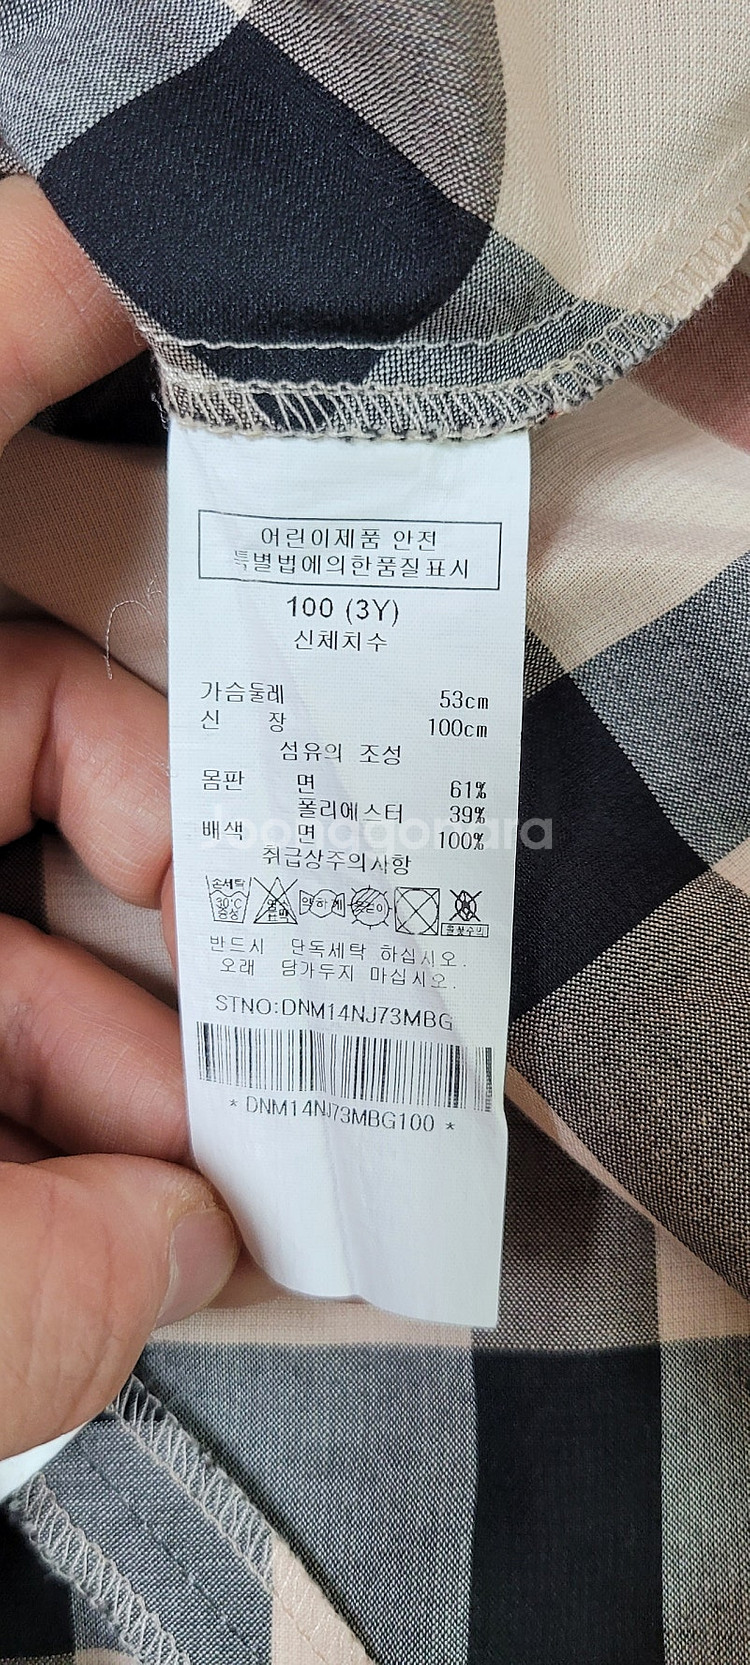 어린이제품 안전
특별법에의한품질표시
100 (3Y)
신체치수
가슴둘레 53cm
신 장 100cm
섬유의 조성
몸판 면 61%
폴리에스터 39%
배색 면 100%
Joonggonara
취급상주의사항
손세탁
30℃
중성
약하게
반드시 단독세탁 하십시오.
오래 담가두지 마십시오.
STNO:DNM14NJ73MBG
* DNM14NJ73MBG100 *